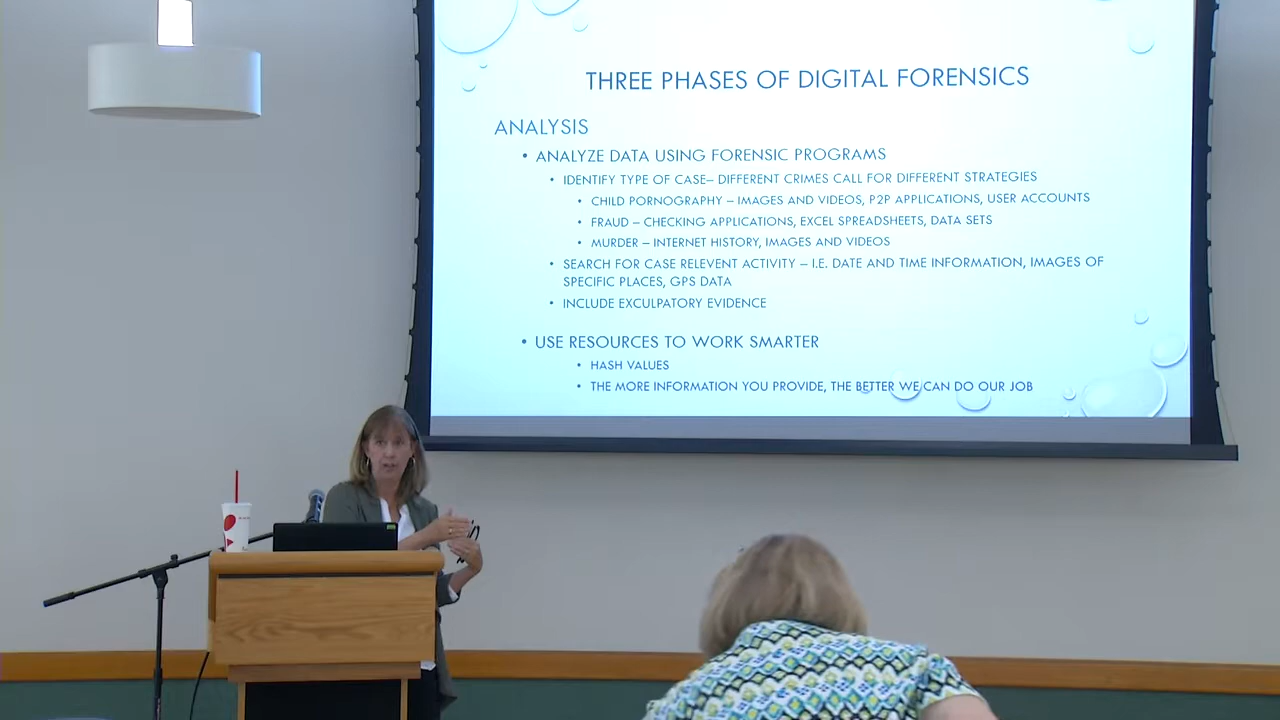 THREE PHASES OF DIGITAL FORENSICS
ANALYSIS
• ANALYZE DATA USING FORENSIC PROGRAMS
• IDENTIFY TYPE OF CASE– DIFFERENT CRIMES CALL FOR DIFFERENT STRATEGIES
• CHILD PORNOGRAPHY – IMAGES AND VIDEOS, P2P APPLICATIONS, USER ACCOUNTS
• FRAUD – CHECKING APPLICATIONS, EXCEL SPREADSHEETS, DATA SETS
• MURDER – INTERNET HISTORY, IMAGES AND VIDEOS
• SEARCH FOR CASE RELEVENT ACTIVITY – I.E. DATE AND TIME INFORMATION, IMAGES OF
SPECIFIC PLACES, GPS DATA
• INCLUDE EXCULPATORY EVIDENCE
• USE RESOURCES TO WORK SMARTER
• HASH VALUES
• THE MORE INFORMATION YOU PROVIDE, THE BETTER WE CAN DO OUR JOB